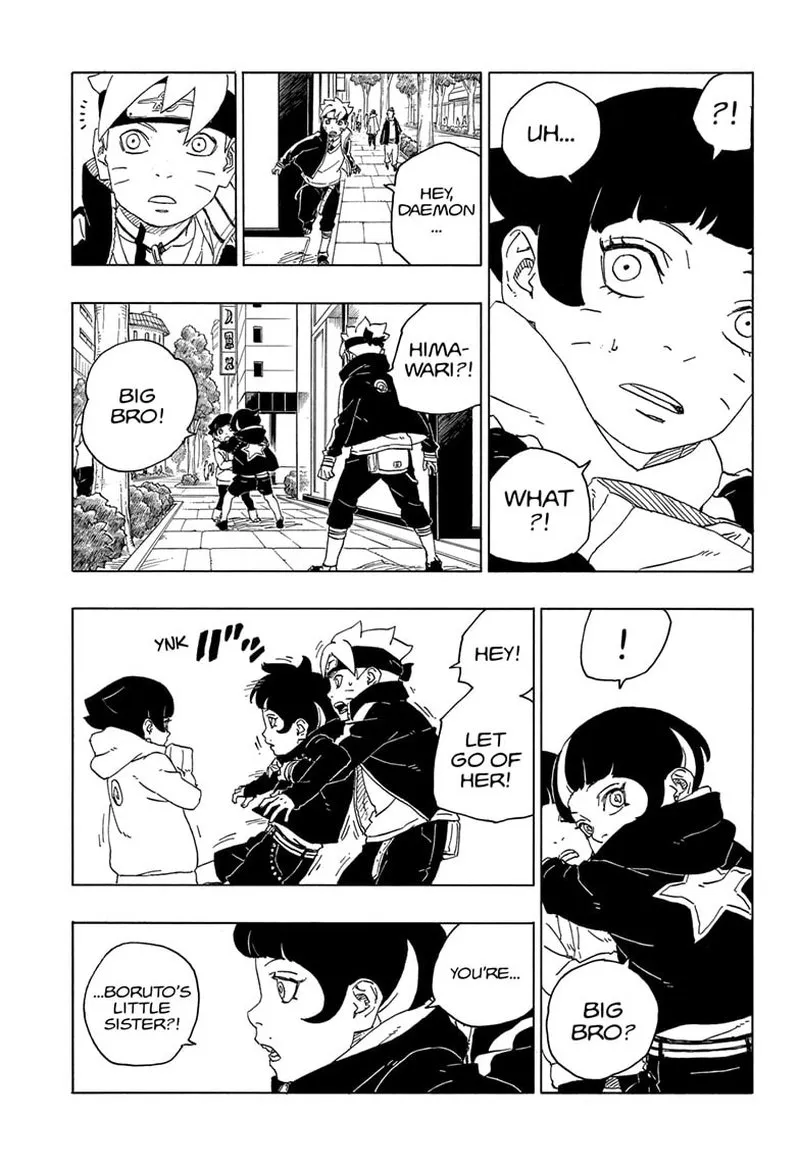 ?!
UH...
WHAT
?!
HEY,
DAEMON
...
HIMA-
WARI?!
BIG
BRO!
!
BIG
BRO?
HEY!
LET
GO OF
HER!
YNK
YOU'RE...
...BORUTO'S
LITTLE
SISTER?!